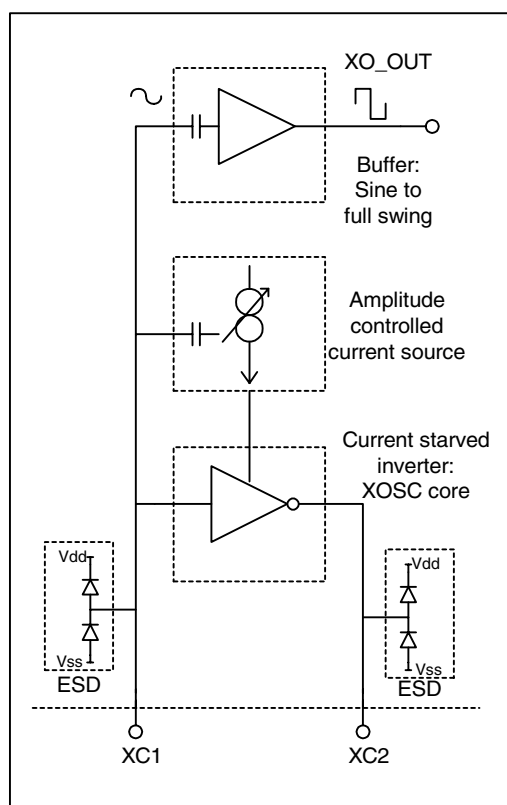 XO_OUT
Buffer:
Sine to
full swing
Amplitude
controlled
current source
Current starved
inverter:
XOSC core
Vdd
Vss
ESD
Vdd
Vss
ESD
XC1
XC2